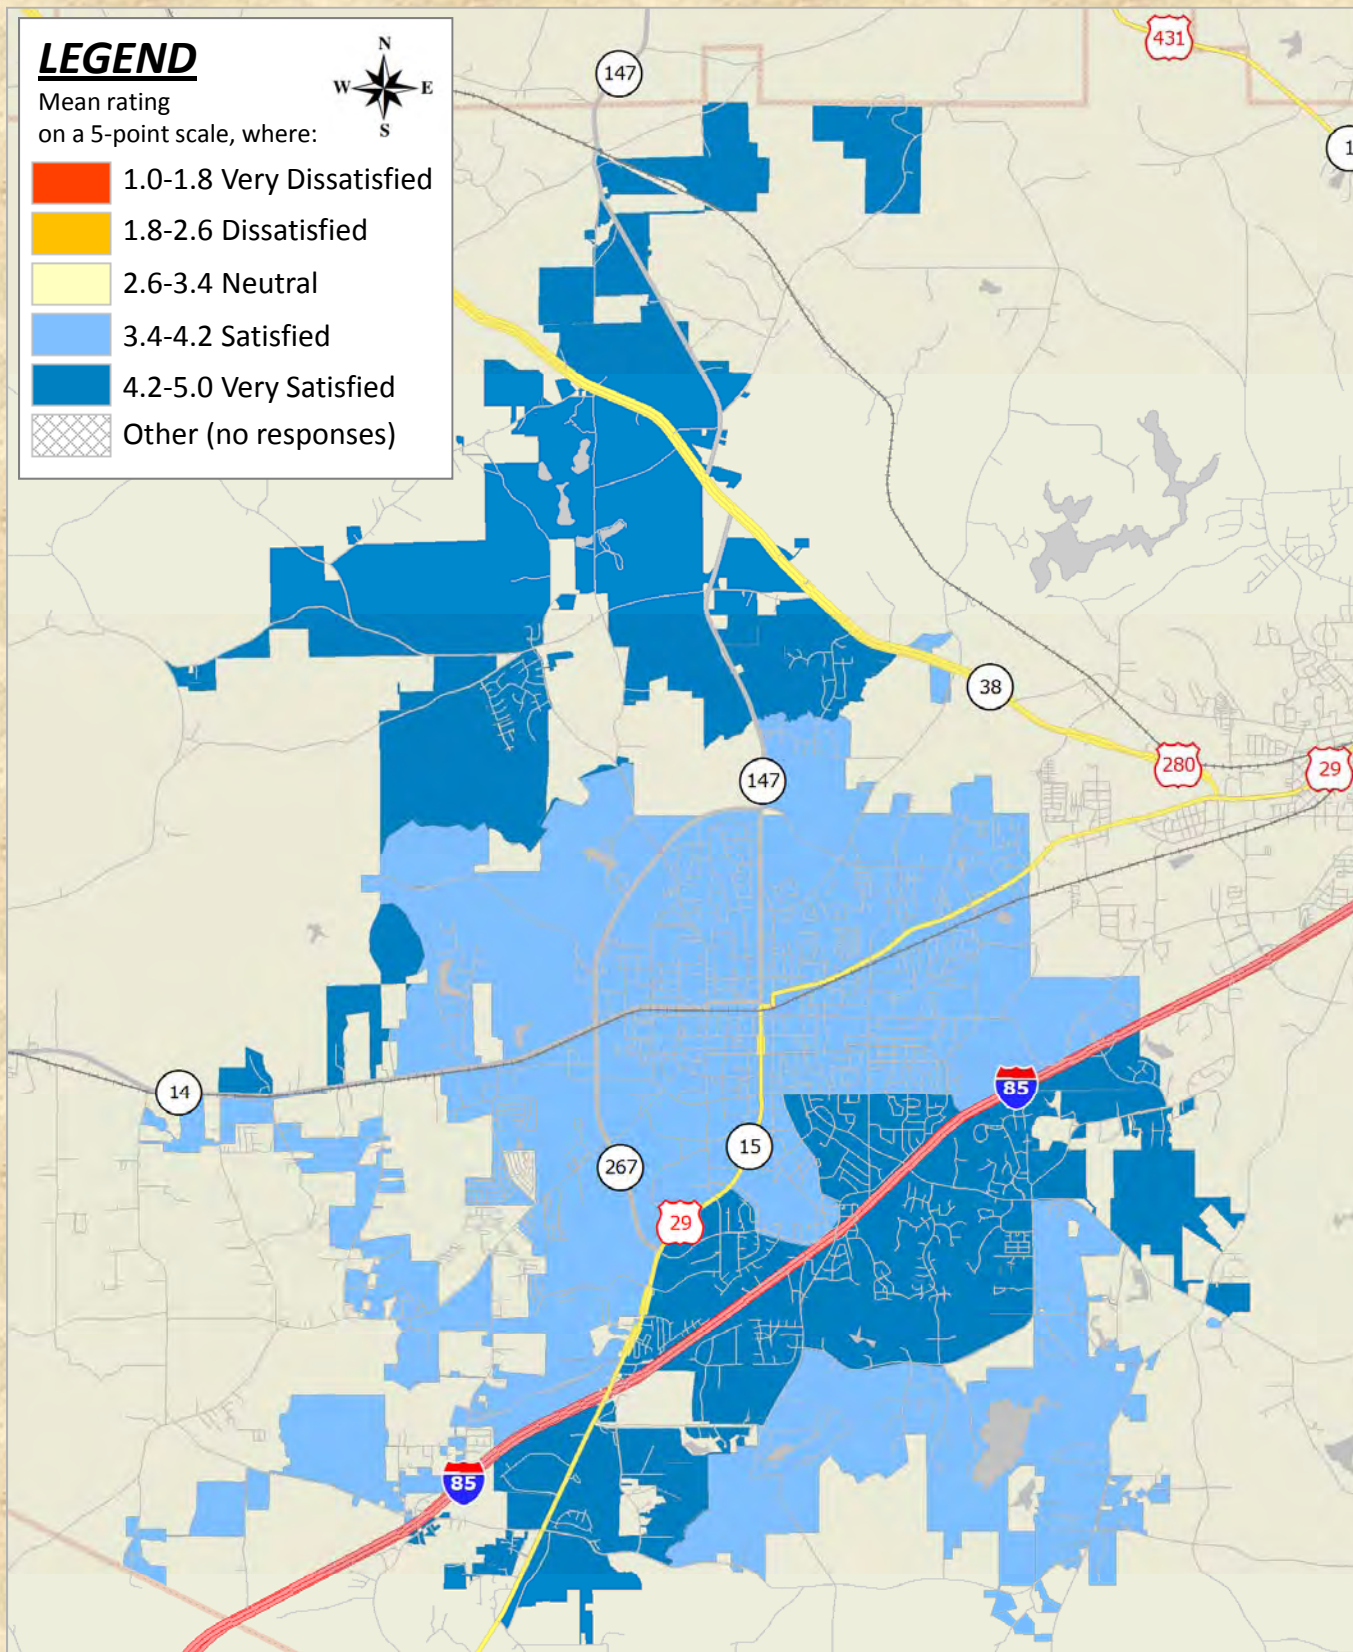 LEGEND
N
W E
S
Mean rating
on a 5-point scale, where:
1.0-1.8 Very Dissatisfied
1.8-2.6 Dissatisfied
2.6-3.4 Neutral
3.4-4.2 Satisfied
4.2-5.0 Very Satisfied
Other (no responses)
147
431
1
38
280
29
147
14
85
15
267
29
85